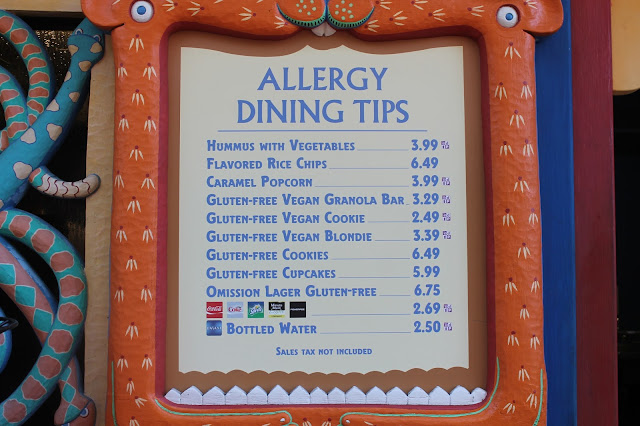 ALLERGY
DINING TIPS
HUMMUS WITH VEGETABLES 3.99
FLAVORED RICE CHIPS 6.49
CARAMEL POPCORN 3.99
GLUTEN-FREE VEGAN GRANOLA BAR 3.29
GLUTEN-FREE VEGAN COOKIE 2.49
GLUTEN-FREE VEGAN BLONDIE 3.39
GLUTEN-FREE COOKIES 6.49
GLUTEN-FREE CUPCAKES 5.99
OMISSION LAGER GLUTEN-FREE 6.75
2.69
BOTTLED WATER 2.50
SALES TAX NOT INCLUDED